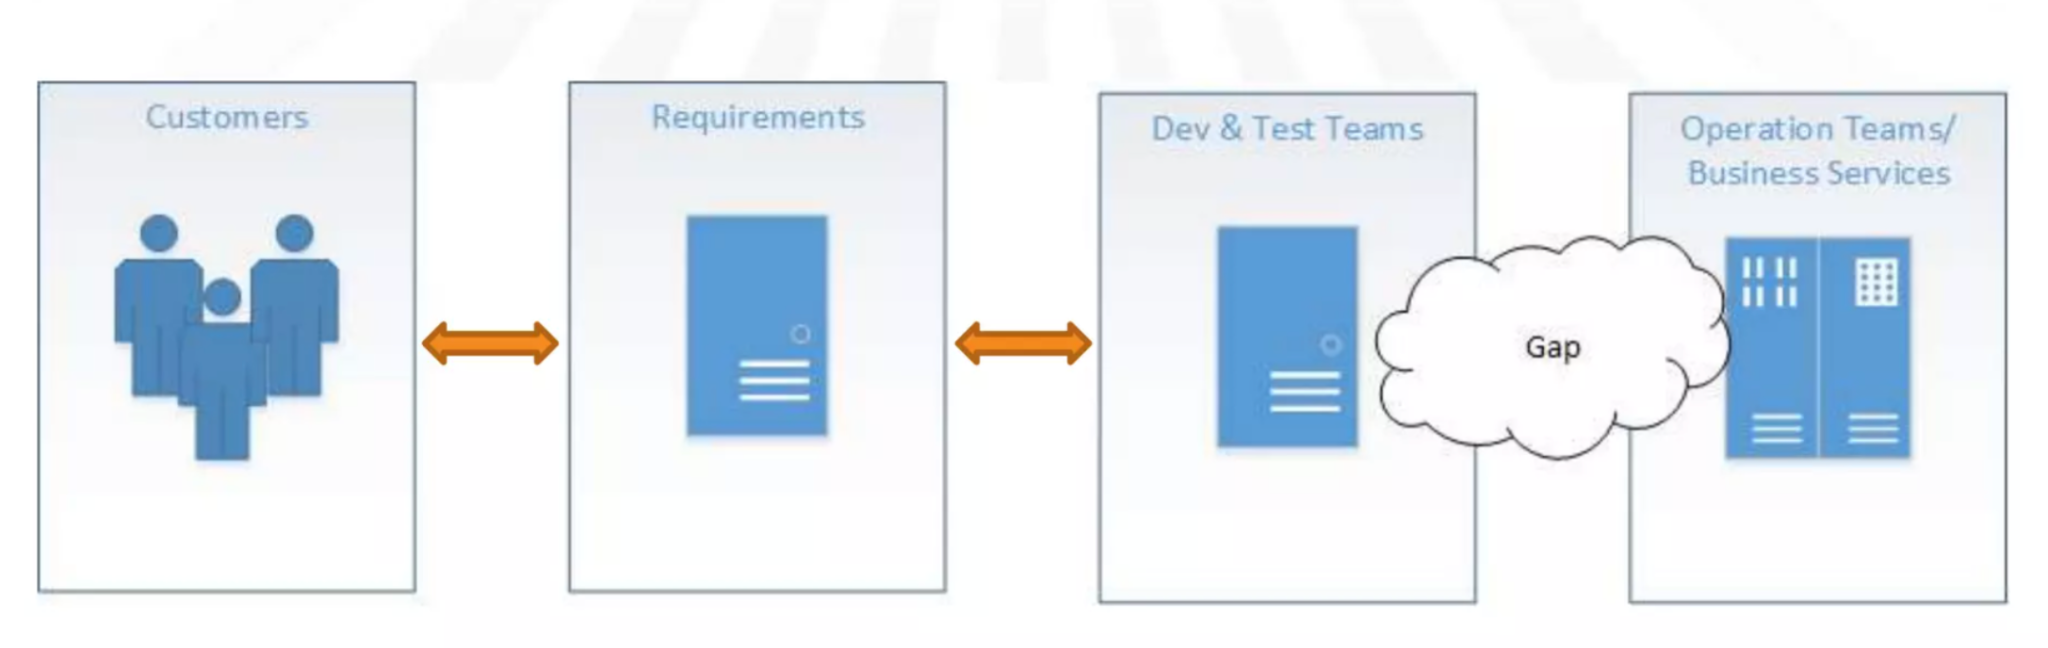 Customers
Requirements
Dev & Test Teams
Operation Teams/
Business Services
Gap